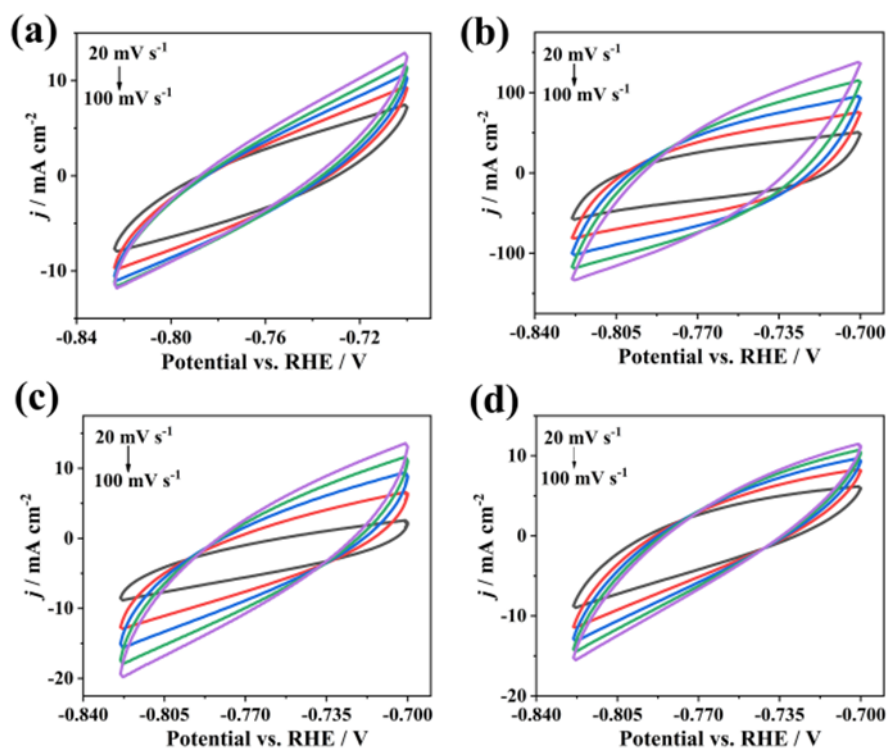 (a)
20 mV s⁻¹
100 mV s⁻¹
10
0
-10
j / mA cm⁻²
-0.84
-0.80
-0.76
-0.72
Potential vs. RHE / V
(b)
20 mV s⁻¹
100 mV s⁻¹
100
0
-100
j / mA cm⁻²
-0.840
-0.805
-0.770
-0.735
-0.700
Potential vs. RHE / V
(c)
20 mV s⁻¹
100 mV s⁻¹
10
0
-10
-20
j / mA cm⁻²
-0.840
-0.805
-0.770
-0.735
-0.700
Potential vs. RHE / V
(d)
20 mV s⁻¹
100 mV s⁻¹
10
0
-10
-20
j / mA cm⁻²
-0.840
-0.805
-0.770
-0.735
-0.700
Potential vs. RHE / V